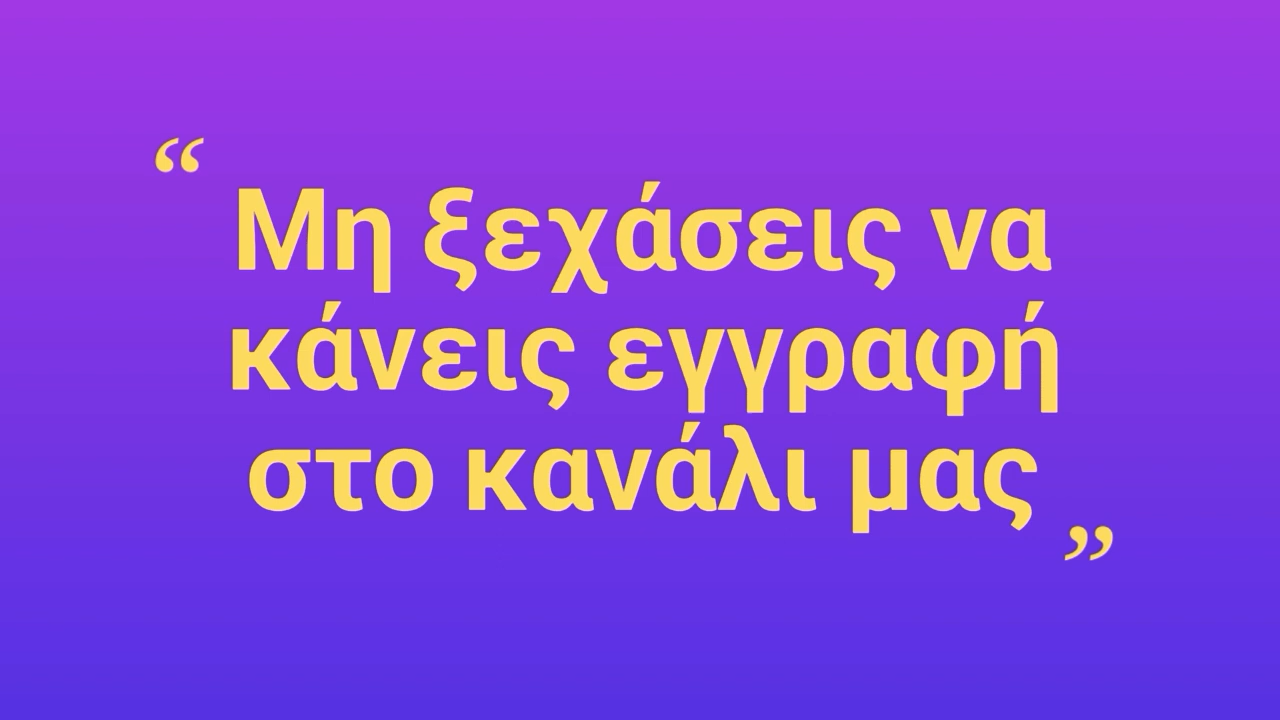 “
Μη ξεχάσεις να
κάνεις εγγραφή
στο κανάλι μας
”